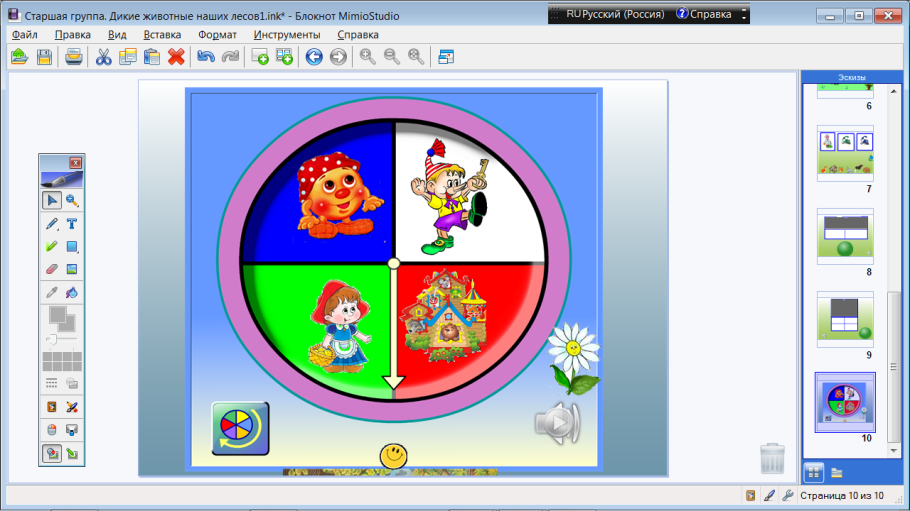 Старшая группа. Дикие животные наших лесов1.ink* - Блокнот MimioStudio
RU Русский (Россия) Справка
Файл Правка Вид Вставка Формат Инструменты Справка
Эскизы
6
7
8
9
10
Страница 10 из 10